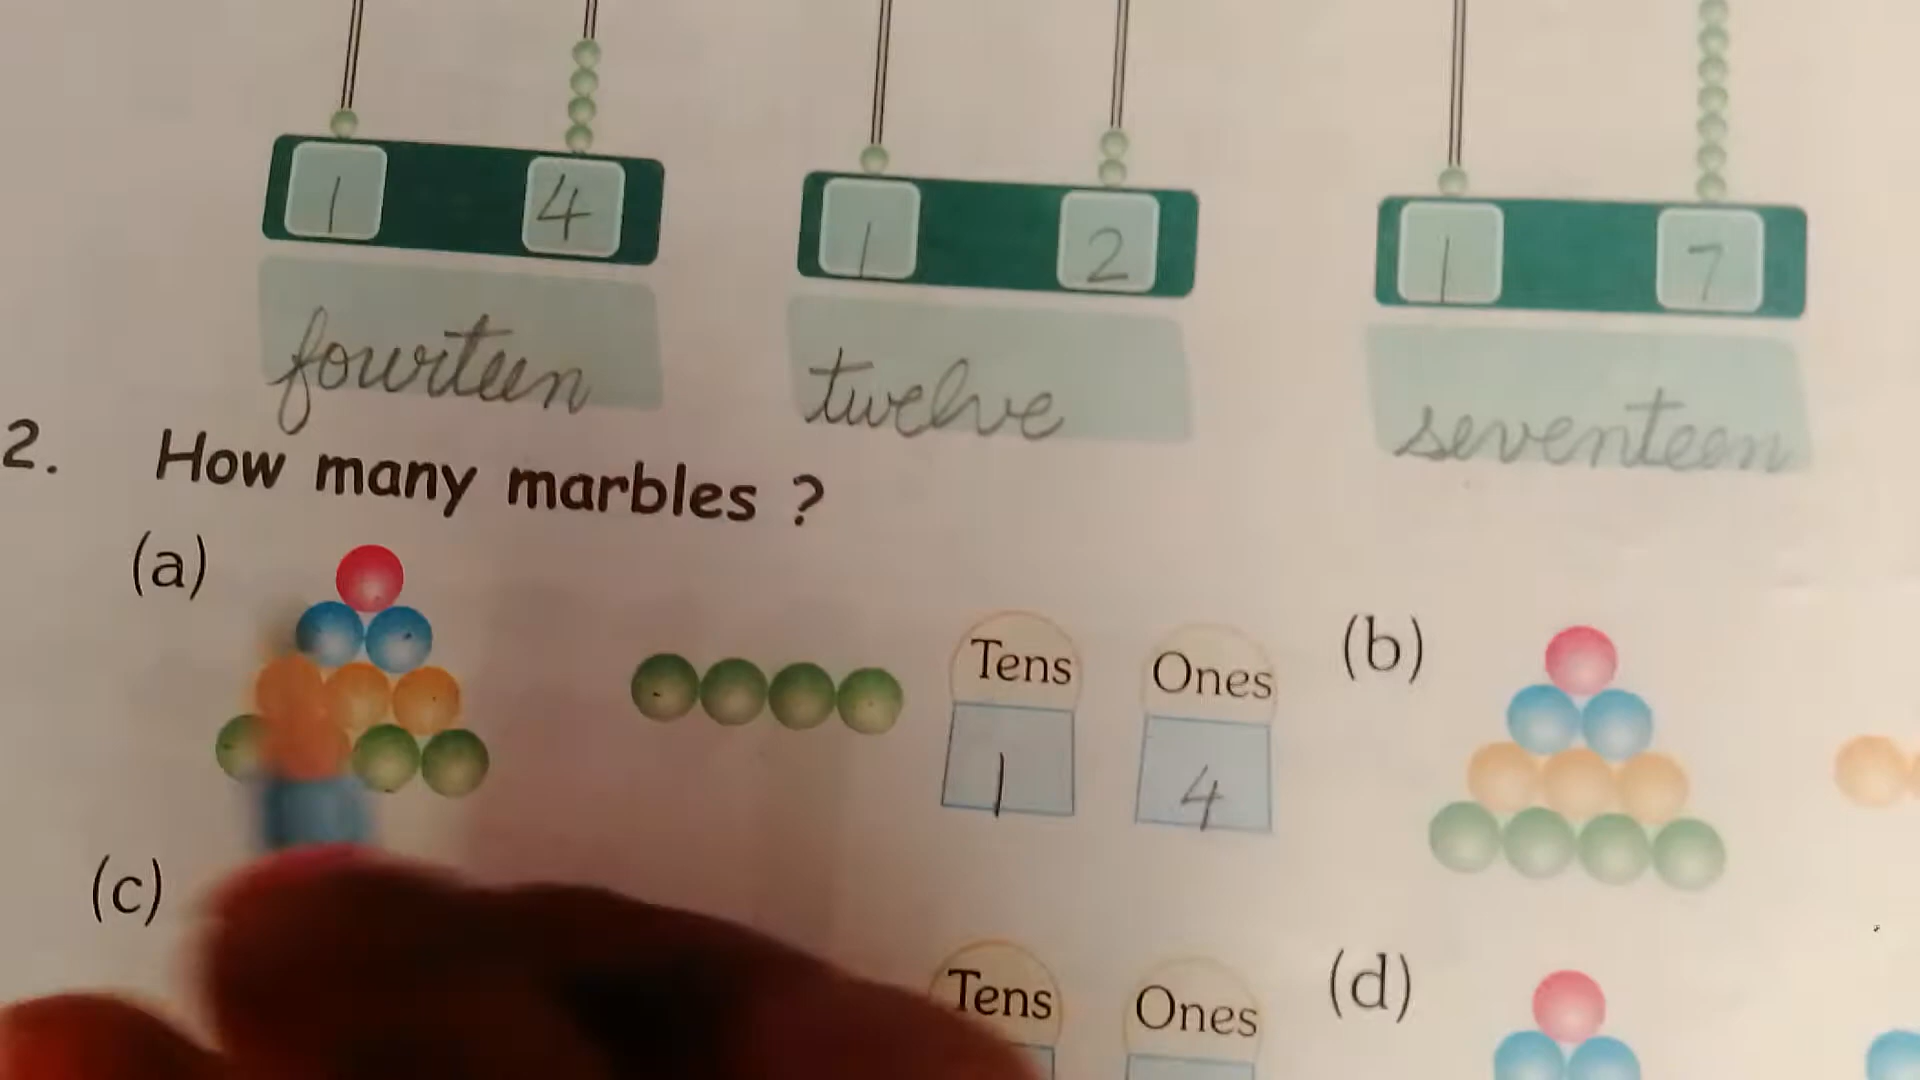 1 4 1 2 1 7
fourteen twelve seventeen
2. How many marbles ?
(a) Tens Ones (b)
1 4
(c) Tens Ones (d)